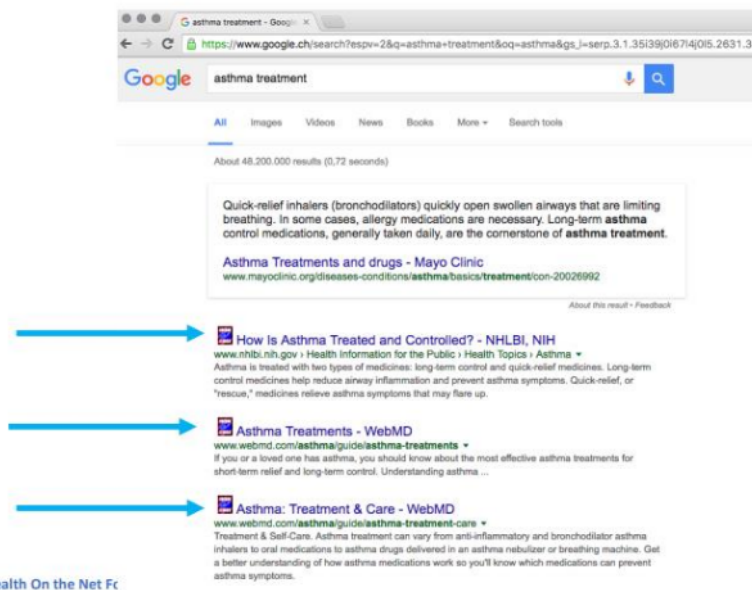 G asthma treatment - Google
https://www.google.ch/search?espv=2&q=asthma+treatment&oq=asthma&gs_l=serp.3.1.35i39j0i67l4j0l5.2631.3
Google
asthma treatment
All Images Videos News Books More Search tools
About 48.200.000 results (0,72 seconds)
Quick-relief inhalers (bronchodilators) quickly open swollen airways that are limiting
breathing. In some cases, allergy medications are necessary. Long-term asthma
control medications, generally taken daily, are the cornerstone of asthma treatment.
Asthma Treatments and drugs - Mayo Clinic
www.mayoclinic.org/diseases-conditions/asthma/basics/treatment/con-20026992
About this result • Feedback
How Is Asthma Treated and Controlled? - NHLBI, NIH
www.nhlbi.nih.gov › Health Information for the Public › Health Topics › Asthma
Asthma is treated with two types of medicines: long-term control and quick-relief medicines. Long-term
control medicines help reduce airway inflammation and prevent asthma symptoms. Quick-relief, or
"rescue," medicines relieve asthma symptoms that may flare up.
Asthma Treatments - WebMD
www.webmd.com/asthma/guide/asthma-treatments
If you or a loved one has asthma, you should know about the most effective asthma treatments for
short-term relief and long-term control. Understanding asthma ...
Asthma: Treatment & Care - WebMD
www.webmd.com/asthma/guide/asthma-treatment-care
Treatment & Self-Care. Asthma treatment can vary from anti-inflammatory and bronchodilator asthma
inhalers to oral medications to asthma drugs delivered in an asthma nebulizer or breathing machine. Get
a better understanding of how asthma medications work so you'll know which medications can prevent
asthma symptoms.
alth On the Net Fc